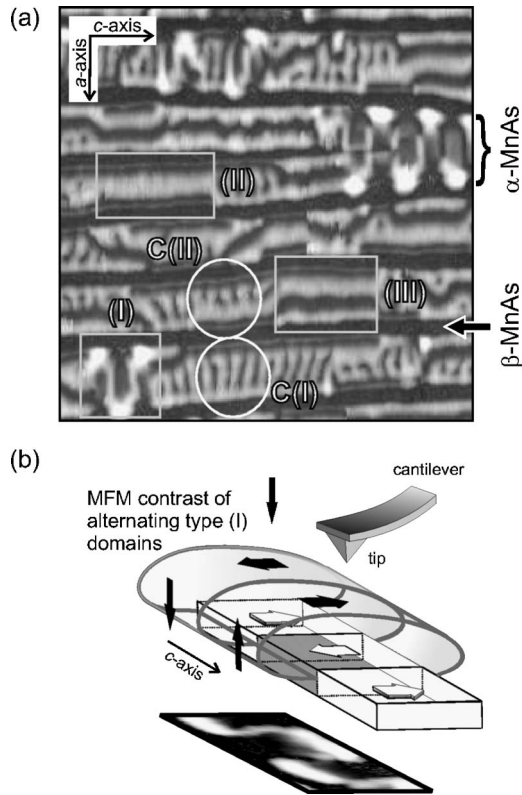 (a)
c-axis
a-axis
α-MnAs
(II)
C(II)
(I)
(III)
β-MnAs
C(I)
(b)
cantilever
MFM contrast of
alternating type (I)
domains
tip
c-axis